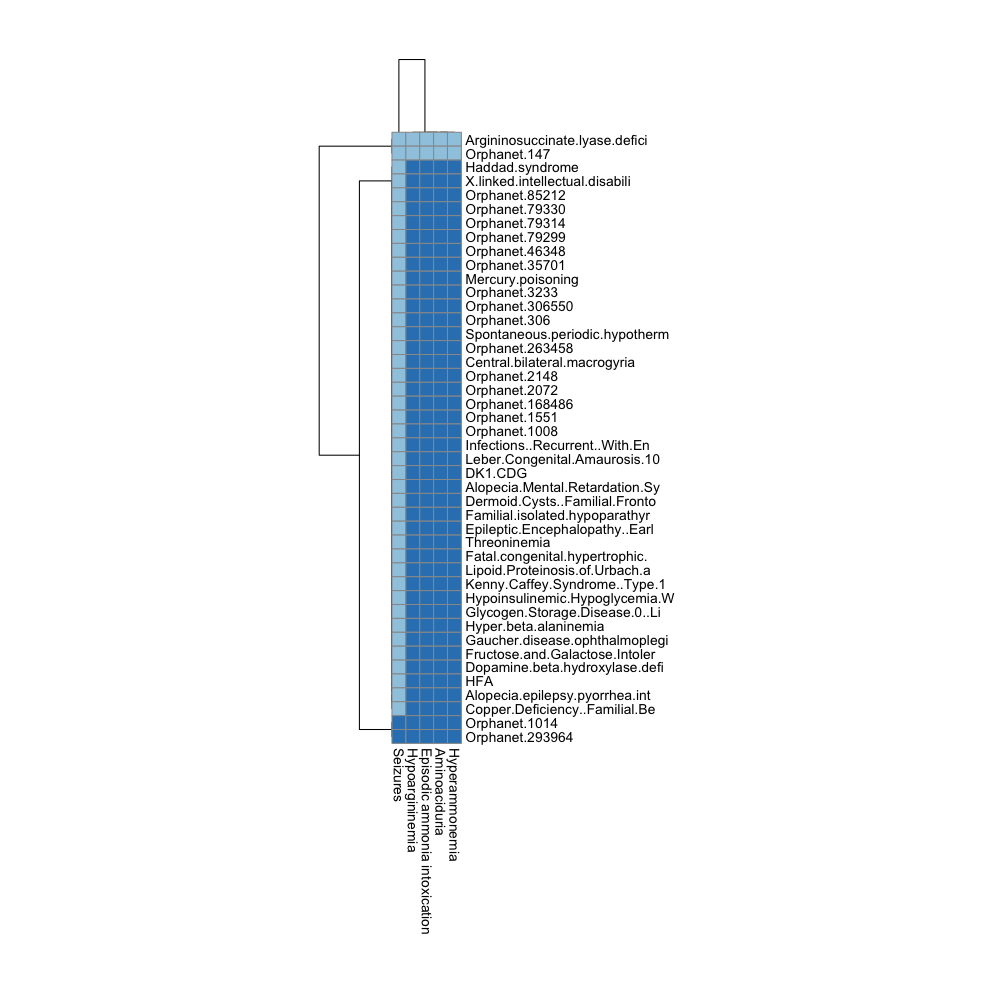 Argininosuccinate.lyase.defici
Orphanet.147
Haddad.syndrome
X.linked.intellectual.disabili
Orphanet.85212
Orphanet.79330
Orphanet.79314
Orphanet.79299
Orphanet.46348
Orphanet.35701
Mercury.poisoning
Orphanet.3233
Orphanet.306550
Orphanet.306
Spontaneous.periodic.hypotherm
Orphanet.263458
Central.bilateral.macrogyria
Orphanet.2148
Orphanet.2072
Orphanet.168486
Orphanet.1551
Orphanet.1008
Infections..Recurrent..With.En
Leber.Congenital.Amaurosis.10
DK1.CDG
Alopecia.Mental.Retardation.Sy
Dermoid.Cysts..Familial.Fronto
Familial.isolated.hypoparathyr
Epileptic.Encephalopathy..Earl
Threoninemia
Fatal.congenital.hypertrophic.
Lipoid.Proteinosis.of.Urbach.a
Kenny.Caffey.Syndrome..Type.1
Hypoinsulinemic.Hypoglycemia.W
Glycogen.Storage.Disease.0..Li
Hyper.beta.alaninemia
Gaucher.disease.ophthalmoplegi
Fructose.and.Galactose.Intoler
Dopamine.beta.hydroxylase.defi
HFA
Alopecia.epilepsy.pyorrhea.int
Copper.Deficiency..Familial.Be
Orphanet.1014
Orphanet.293964
Seizures
Hypoargininemia
Episodic ammonia intoxication
Aminoaciduria
Hyperammonemia